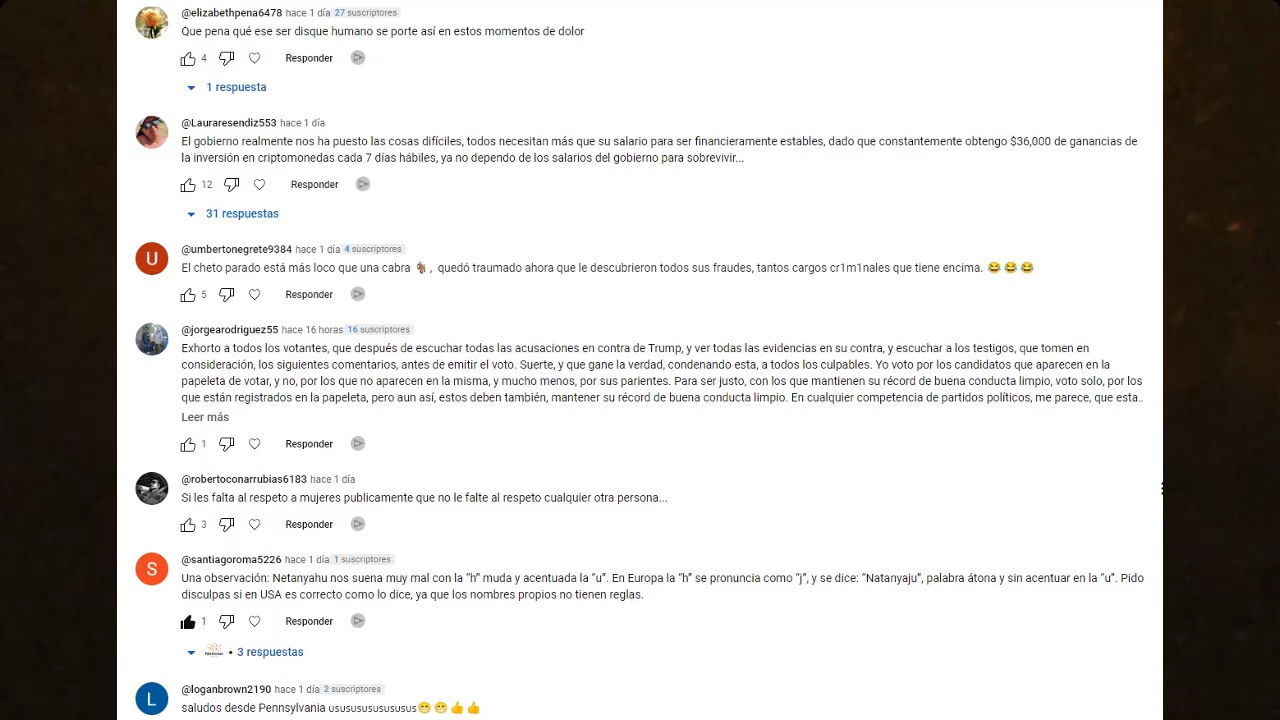 @elizabethpena6478 hace 1 día 27 suscriptores
Que pena qué ese ser disque humano se porte así en estos momentos de dolor
4 Responder
1 respuesta
@Lauraresendiz553 hace 1 día
El gobierno realmente nos ha puesto las cosas difíciles, todos necesitan más que su salario para ser financieramente estables, dado que constantemente obtengo $36,000 de ganancias de
la inversión en criptomonedas cada 7 días hábiles, ya no dependo de los salarios del gobierno para sobrevivir...
12 Responder
31 respuestas
U
@umbertonegrete9384 hace 1 día 4 suscriptores
El cheto parado está más loco que una cabra 🐐, quedó traumado ahora que le descubrieron todos sus fraudes, tantos cargos cr1m1nales que tiene encima. 😂 😂 😂
5 Responder
@jorgearodriguez55 hace 16 horas 16 suscriptores
Exhorto a todos los votantes, que después de escuchar todas las acusaciones en contra de Trump, y ver todas las evidencias en su contra, y escuchar a los testigos, que tomen en
consideración, los siguientes comentarios, antes de emitir el voto. Suerte, y que gane la verdad, condenando esta, a todos los culpables. Yo voto por los candidatos que aparecen en la
papeleta de votar, y no, por los que no aparecen en la misma, y mucho menos, por sus parientes. Para ser justo, con los que mantienen su récord de buena conducta limpio, voto solo, por los
que están registrados en la papeleta, pero aun así, estos deben también, mantener su récord de buena conducta limpio. En cualquier competencia de partidos políticos, me parece, que esta..
Leer más
1 Responder
@robertoconarrubias6183 hace 1 día
Si les falta al respeto a mujeres publicamente que no le falte al respeto cualquier otra persona...
3 Responder
S
@santiagoroma5226 hace 1 día 1 suscriptores
Una observación: Netanyahu nos suena muy mal con la “h” muda y acentuada la “u”. En Europa la “h” se pronuncia como “j”, y se dice: “Natanyaju”, palabra átona y sin acentuar en la “u”. Pido
disculpas si en USA es correcto como lo dice, ya que los nombres propios no tienen reglas.
1 Responder
• 3 respuestas
L
@loganbrown2190 hace 1 día 2 suscriptores
saludos desde Pennsylvania ususususususus😁 😁 👍 👍